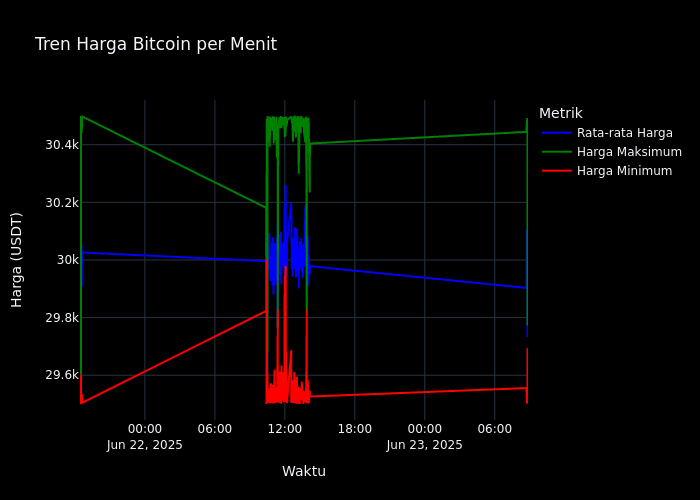 Tren Harga Bitcoin per Menit
Metrik
Rata-rata Harga
Harga Maksimum
Harga Minimum
Harga (USDT)
30.4k
30.2k
30k
29.8k
29.6k
00:00 06:00 12:00 18:00 00:00 06:00
Jun 22, 2025 Jun 23, 2025
Waktu